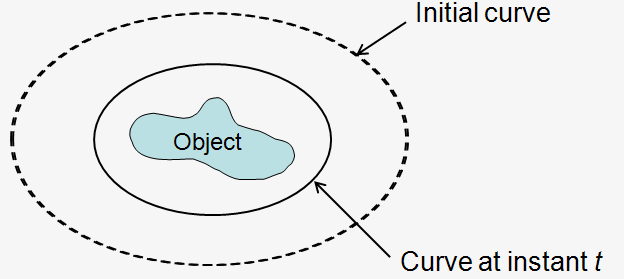 Initial curve
Object
Curve at instant t